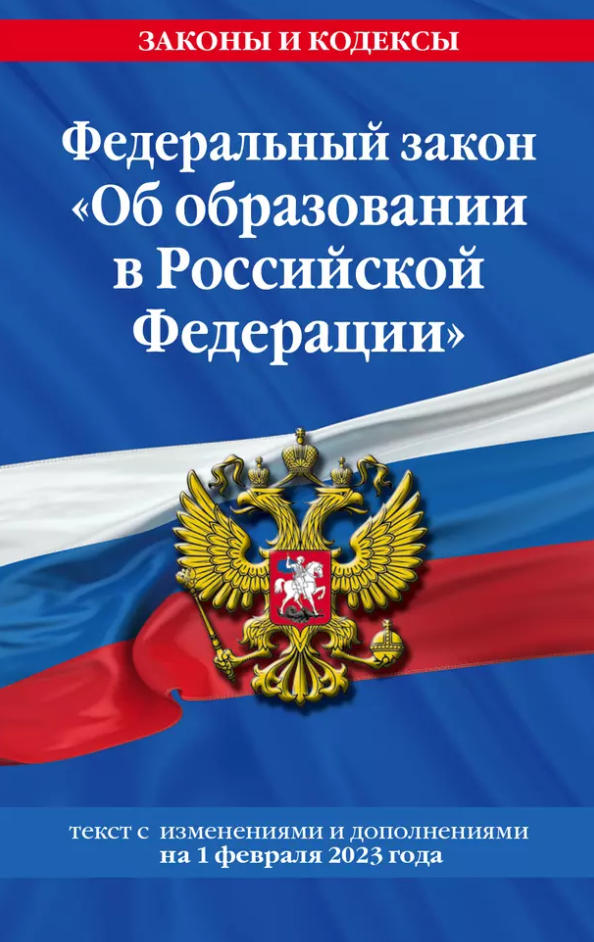 ЗАКОНЫ И КОДЕКСЫ
Федеральный закон
«Об образовании
в Российской
Федерации»
ТЕКСТ С ИЗМЕНЕНИЯМИ И ДОПОЛНЕНИЯМИ
на 1 февраля 2023 года